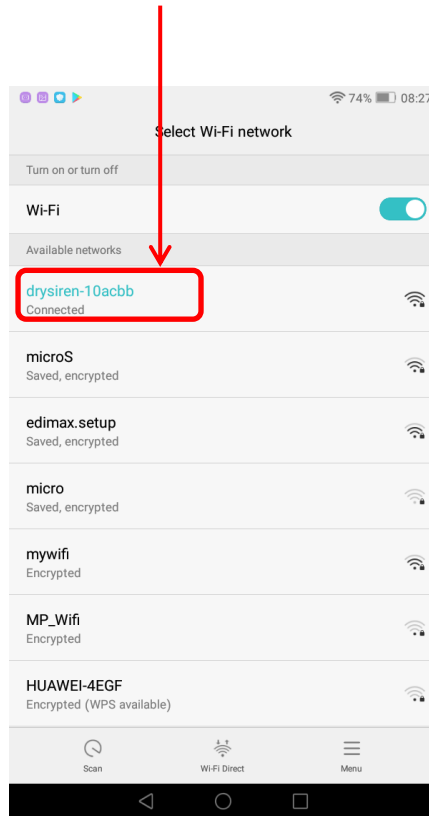 74% 08:27
Select Wi-Fi network
Turn on or turn off
Wi-Fi
Available networks
drysiren-10acbb
Connected
microS
Saved, encrypted
edimax.setup
Saved, encrypted
micro
Saved, encrypted
mywifi
Encrypted
MP_Wifi
Encrypted
HUAWEI-4EGF
Encrypted (WPS available)
Scan Wi-Fi Direct Menu